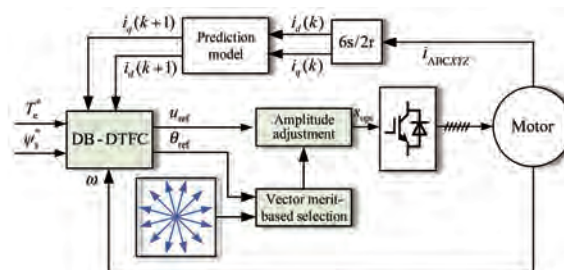 i_q(k+1)
i_d(k+1)
Prediction
model
i_d(k)
i_q(k)
6s/2r
i_ABCXYZ
T_e^*
ψ_s^*
ω
DB-DTFC
u_ref
θ_ref
Amplitude
adjustment
Vector merit-
based selection
Motor